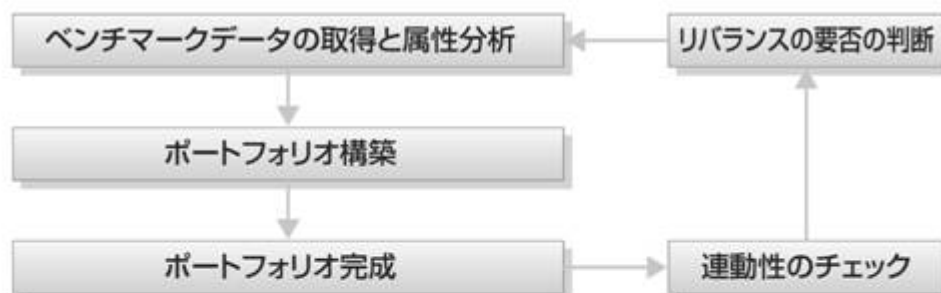 ベンチマークデータの取得と属性分析
リバランスの要否の判断
ポートフォリオ構築
ポートフォリオ完成
連動性のチェック